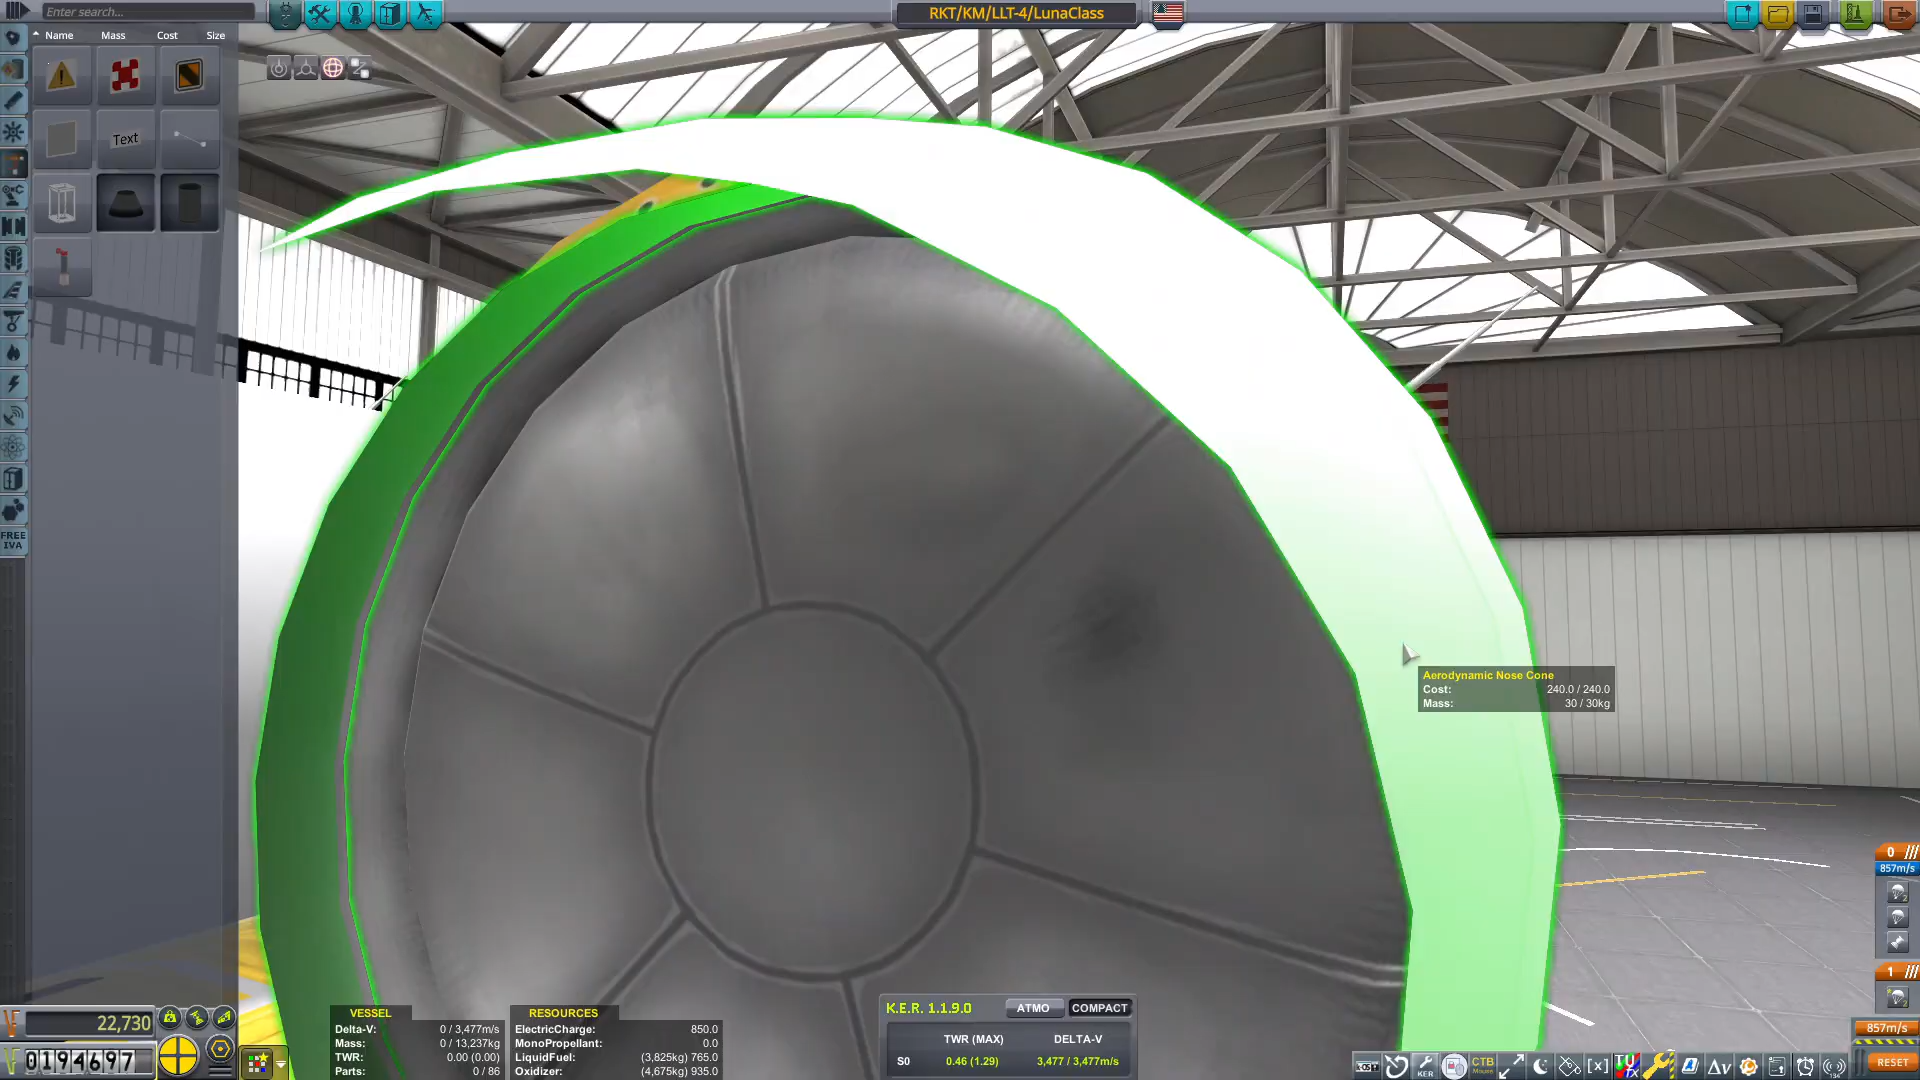 Enter search...
RKT/KM/LLT-4/LunaClass
Name Mass Cost Size
Text
FREE
IVA
Aerodynamic Nose Cone
Cost: 240.0 / 240.0
Mass: 30 / 30kg
0
857m/s
2
1
857m/s
RESET
22,730
0194697
VESSEL
Delta-V: 0 / 3,477m/s
Mass: 0 / 13,237kg
TWR: 0.00 (0.00)
Parts: 0 / 86
RESOURCES
ElectricCharge: 850.0
MonoPropellant: 0.0
LiquidFuel: (3,825kg) 765.0
Oxidizer: (4,675kg) 935.0
K.E.R. 1.1.9.0 ATMO COMPACT
TWR (MAX) DELTA-V
S0 0.46 (1.29) 3,477 / 3,477m/s
KER
CTB
[x]
Δv